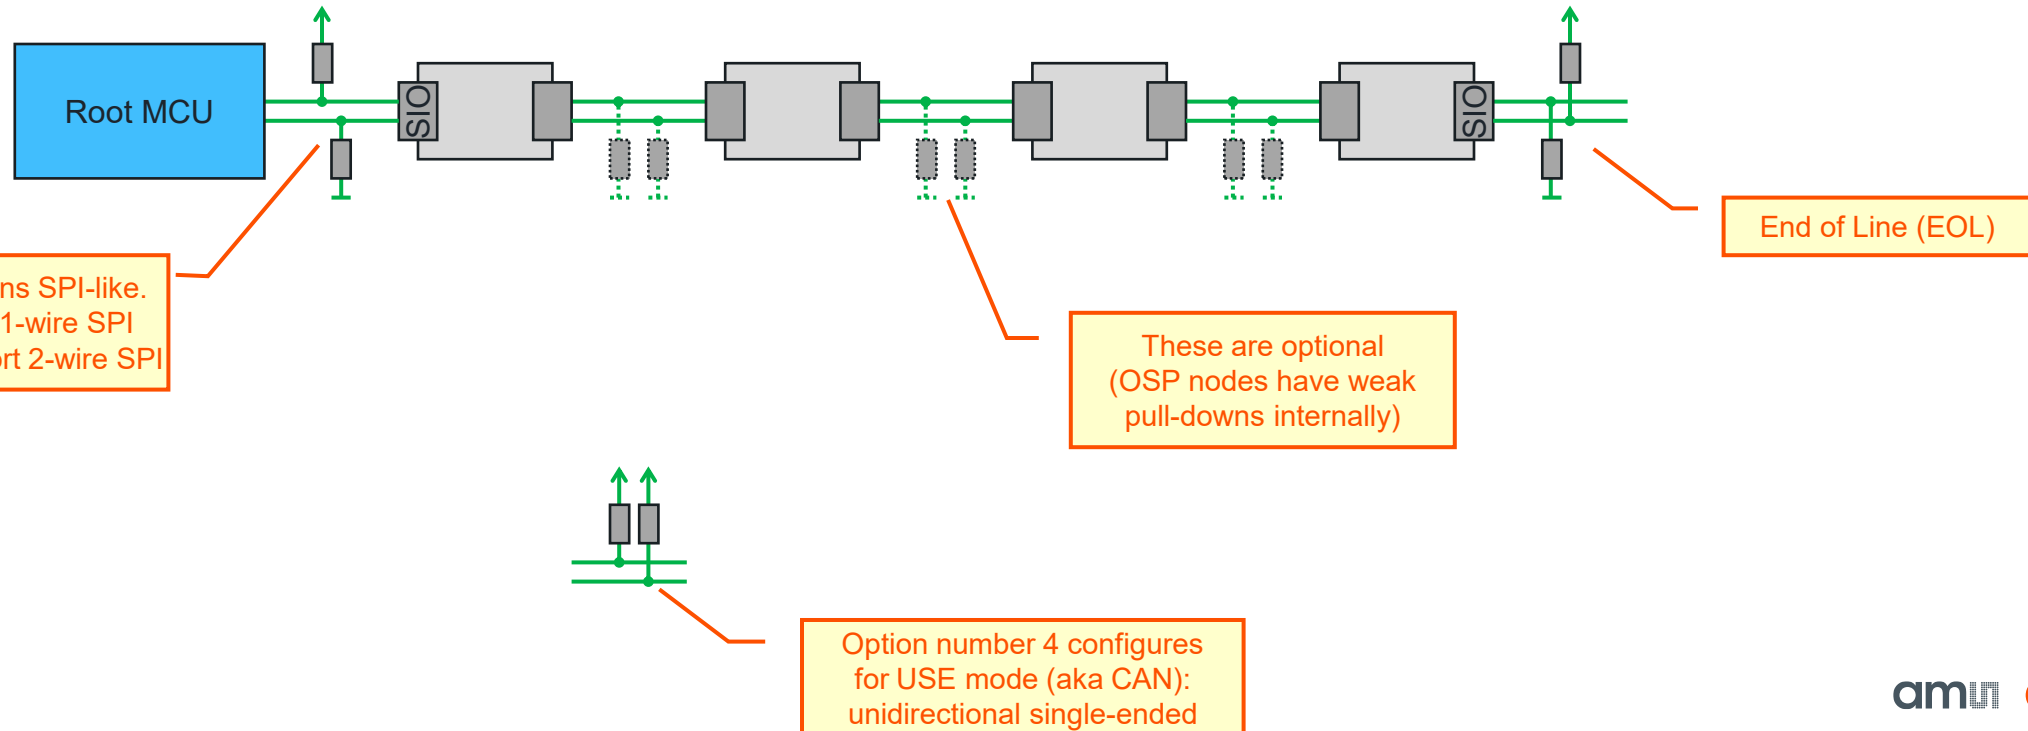 Root MCU
SIO
SIO
End of Line (EOL)
ns SPI-like.
1-wire SPI
rt 2-wire SPI
These are optional
(OSP nodes have weak
pull-downs internally)
Option number 4 configures
for USE mode (aka CAN):
unidirectional single-ended
am